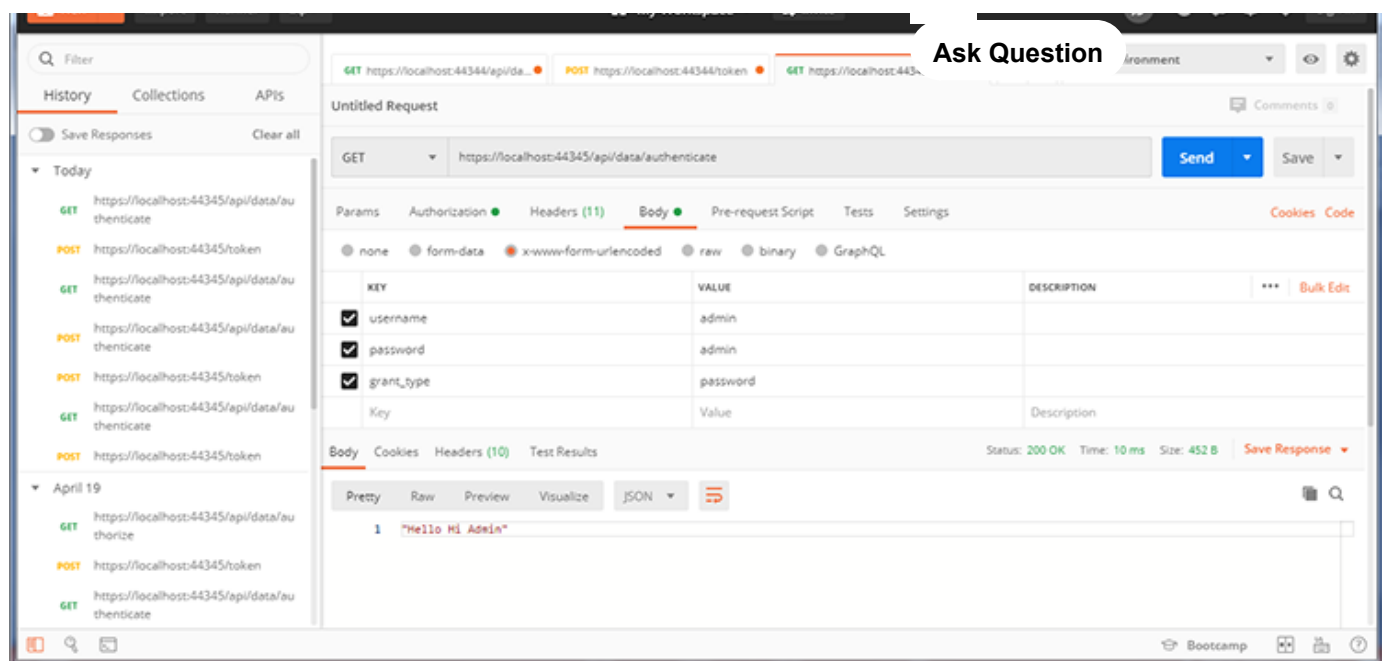 Ask Question
Filter
History Collections APIs
Save Responses Clear all
Today
GET https://localhost:44345/api/data/au
thenticate
POST https://localhost:44345/token
GET https://localhost:44345/api/data/au
thenticate
POST https://localhost:44345/api/data/au
thenticate
POST https://localhost:44345/token
GET https://localhost:44345/api/data/au
thenticate
POST https://localhost:44345/token
April 19
GET https://localhost:44345/api/data/au
thorize
POST https://localhost:44345/token
GET https://localhost:44345/api/data/au
thenticate
GET https://localhost:44344/api/da... POST https://localhost:44344/token GET https://localhost:443
Untitled Request Comments 0
GET https://localhost:44345/api/data/authenticate Send Save
Params Authorization Headers (11) Body Pre-request Script Tests Settings Cookies Code
none form-data x-www-form-urlencoded raw binary GraphQL
KEY VALUE DESCRIPTION ••• Bulk Edit
username admin
password admin
grant_type password
Key Value Description
Body Cookies Headers (10) Test Results Status: 200 OK Time: 10 ms Size: 452 B Save Response
Pretty Raw Preview Visualize JSON
1 "Hello Hi Admin"
Bootcamp